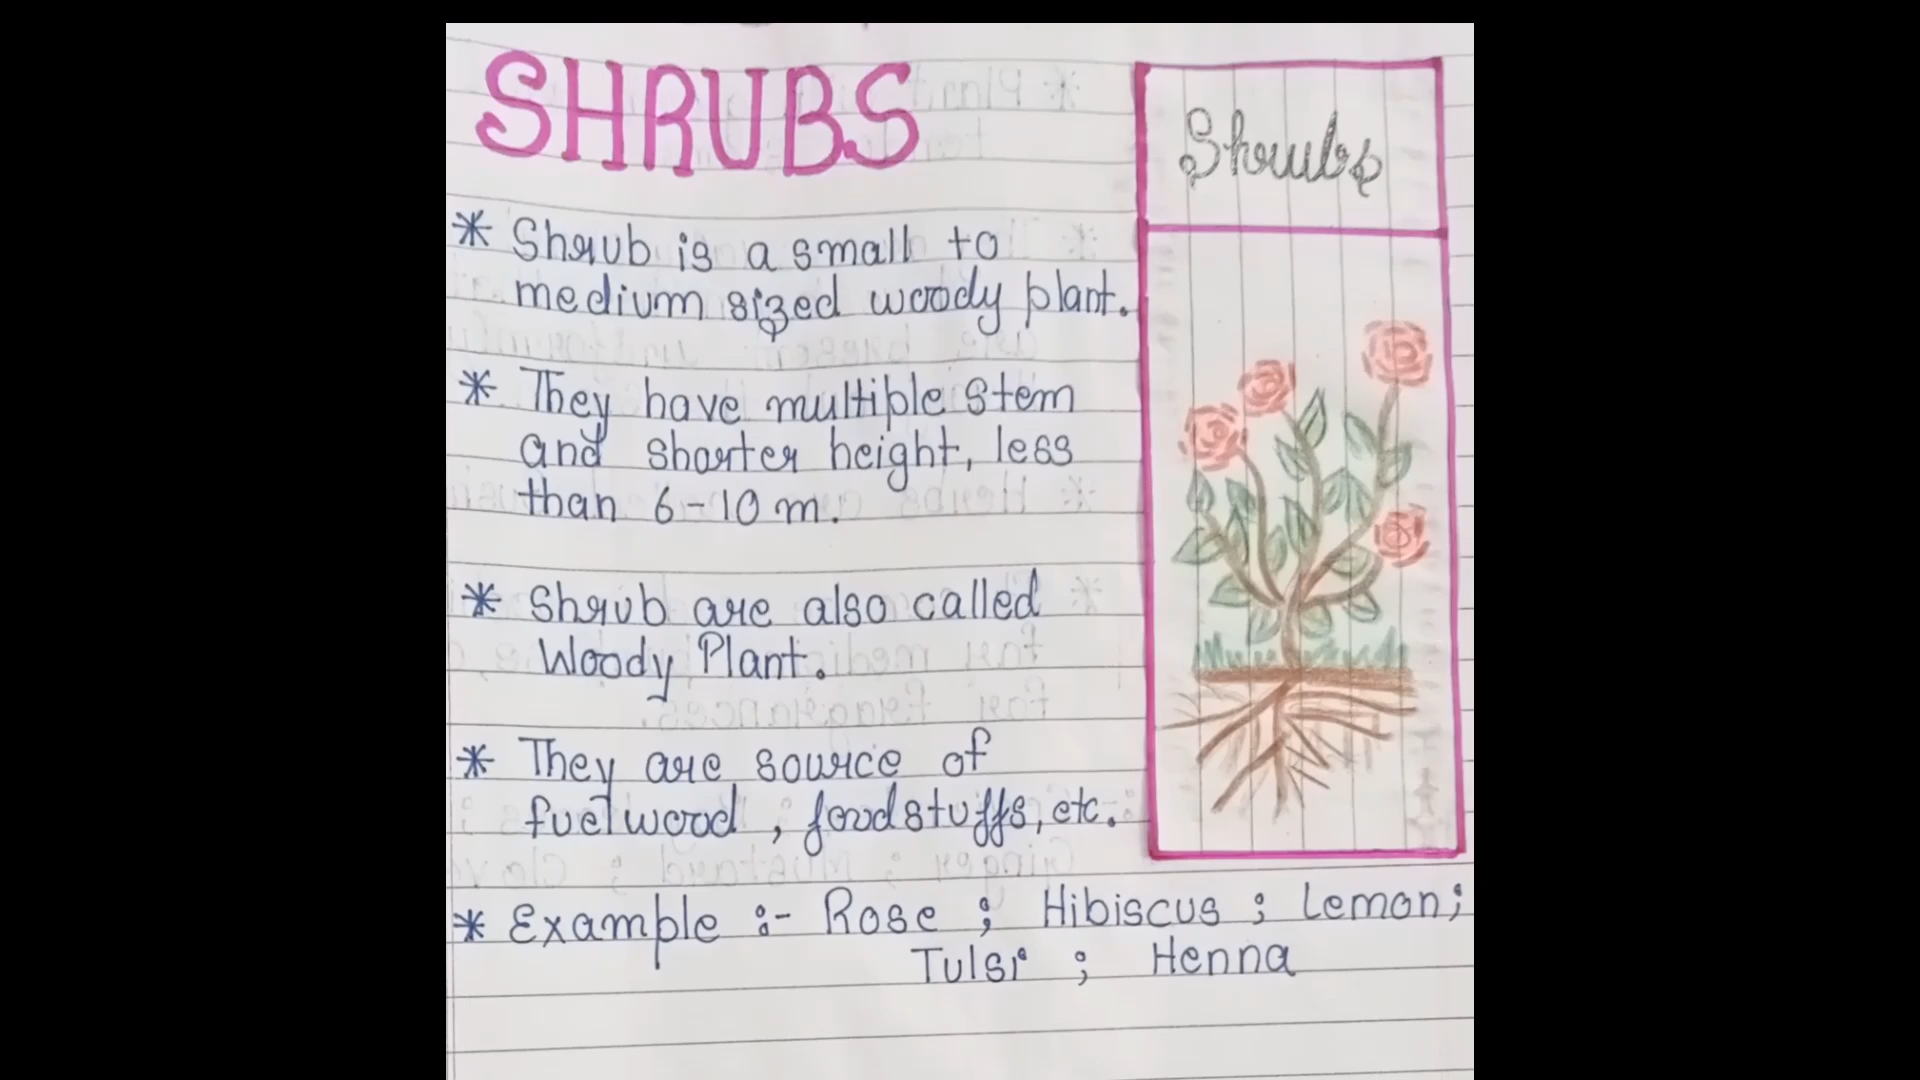 SHRUBS
Shrubs
* Shrub is a small to
medium sized woody plant.
* They have multiple stem
and shorter height, less
than 6-10 m.
* Shrub are also called
Woody Plant.
* They are source of
fuelwood, foodstuffs, etc.
* Example :- Rose ; Hibiscus ; Lemon;
Tulsi ; Henna